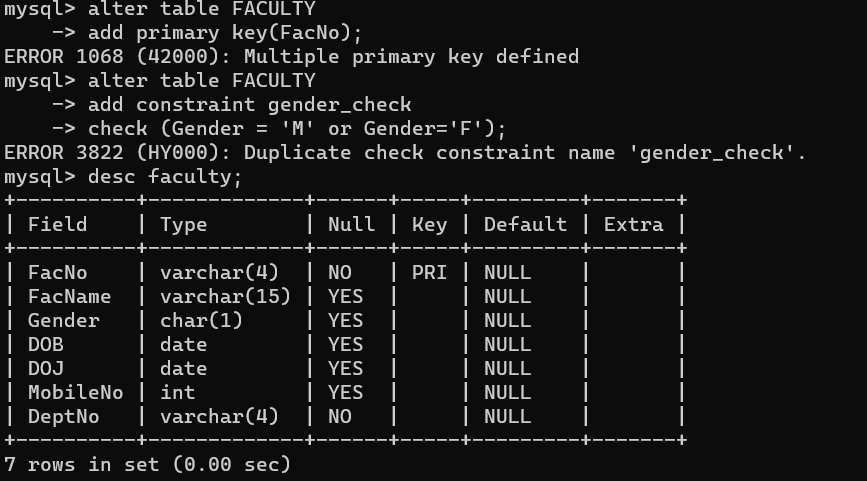 mysql> alter table FACULTY
    -> add primary key(FacNo);
ERROR 1068 (42000): Multiple primary key defined
mysql> alter table FACULTY
    -> add constraint gender_check
    -> check (Gender = 'M' or Gender='F');
ERROR 3822 (HY000): Duplicate check constraint name 'gender_check'.
mysql> desc faculty;
+----------+-------------+------+-----+---------+-------+
| Field    | Type        | Null | Key | Default | Extra |
+----------+-------------+------+-----+---------+-------+
| FacNo    | varchar(4)  | NO   | PRI | NULL    |       |
| FacName  | varchar(15) | YES  |     | NULL    |       |
| Gender   | char(1)     | YES  |     | NULL    |       |
| DOB      | date        | YES  |     | NULL    |       |
| DOJ      | date        | YES  |     | NULL    |       |
| MobileNo | int         | YES  |     | NULL    |       |
| DeptNo   | varchar(4)  | NO   |     | NULL    |       |
+----------+-------------+------+-----+---------+-------+
7 rows in set (0.00 sec)